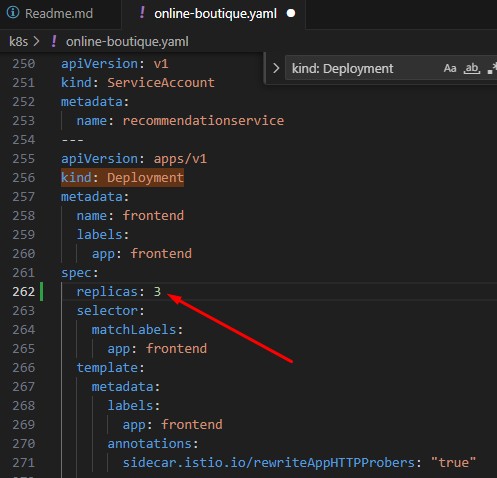 Readme.md
! online-boutique.yaml
k8s > ! online-boutique.yaml
kind: Deployment Aa ab .*
250 apiVersion: v1
251 kind: ServiceAccount
252 metadata:
253   name: recommendationservice
254 ---
255 apiVersion: apps/v1
256 kind: Deployment
257 metadata:
258   name: frontend
259   labels:
260     app: frontend
261 spec:
262   replicas: 3
263   selector:
264     matchLabels:
265       app: frontend
266   template:
267     metadata:
268       labels:
269         app: frontend
270       annotations:
271         sidecar.istio.io/rewriteAppHTTPProbers: "true"